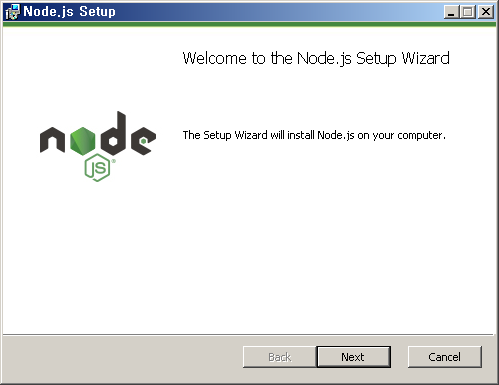 Node.js Setup
Welcome to the Node.js Setup Wizard
node
JS®
The Setup Wizard will install Node.js on your computer.
Back
Next
Cancel